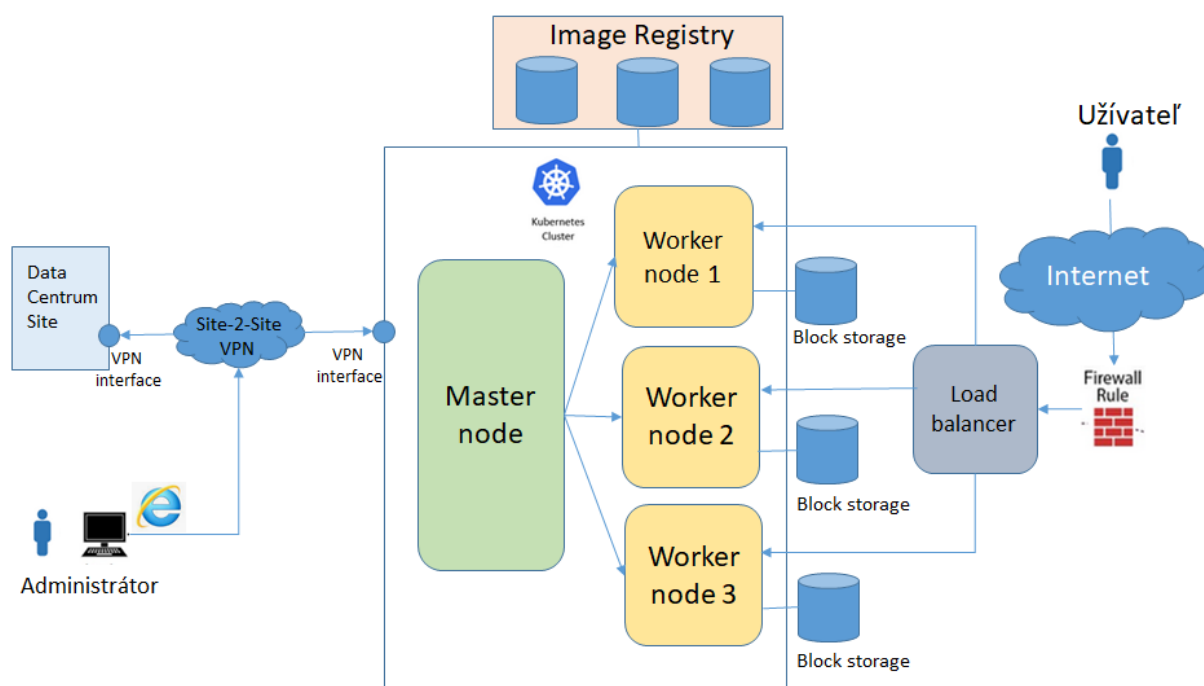 Image Registry
Užívateľ
Kubernetes
Cluster
Worker
node 1
Internet
Data
Centrum
Site
Site-2-Site
VPN
VPN
interface
VPN
interface
Block storage
Master
node
Worker
node 2
Load
balancer
Firewall
Rule
Block storage
Worker
node 3
Administrátor
Block storage